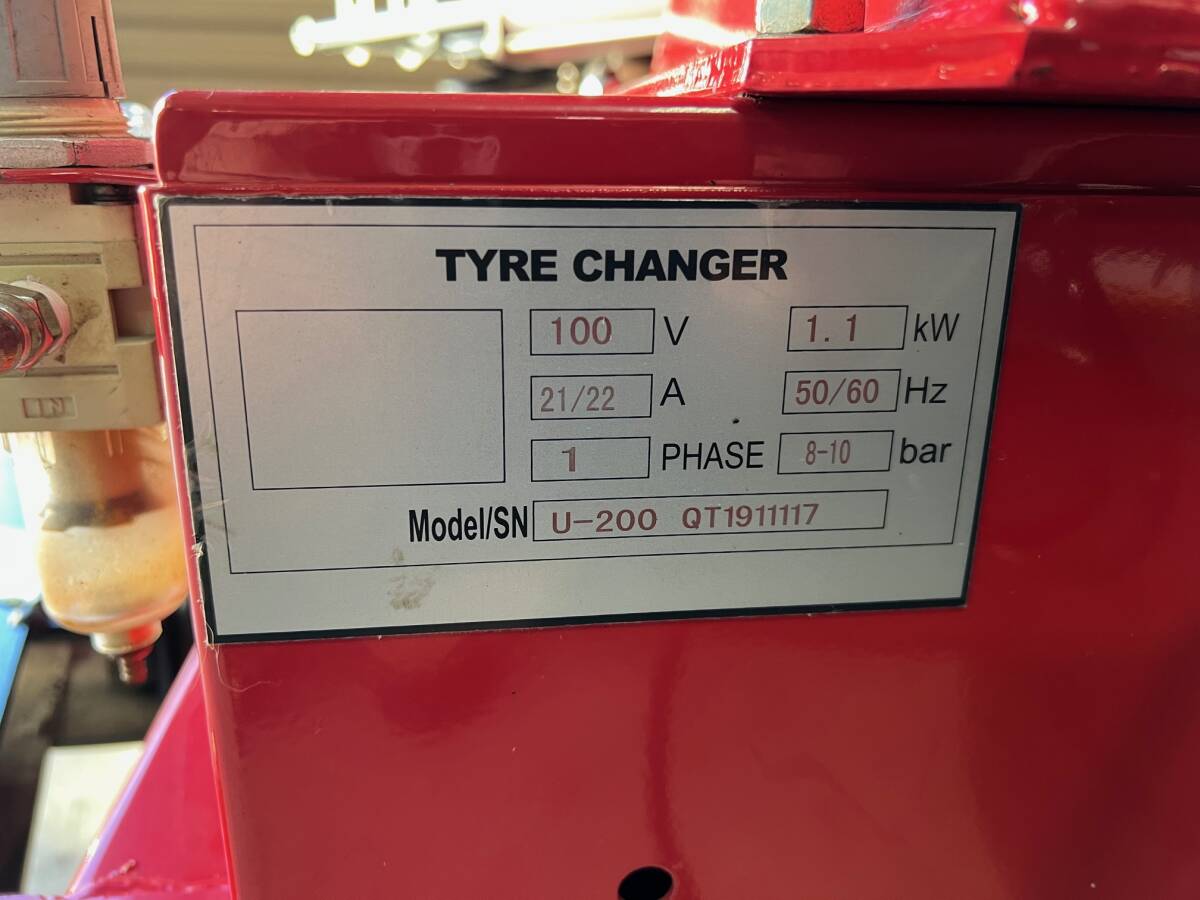 TYRE CHANGER
100 V 1.1 kW
21/22 A 50/60 Hz
1 PHASE 8-10 bar
Model/SN U-200 QT1911117
IN